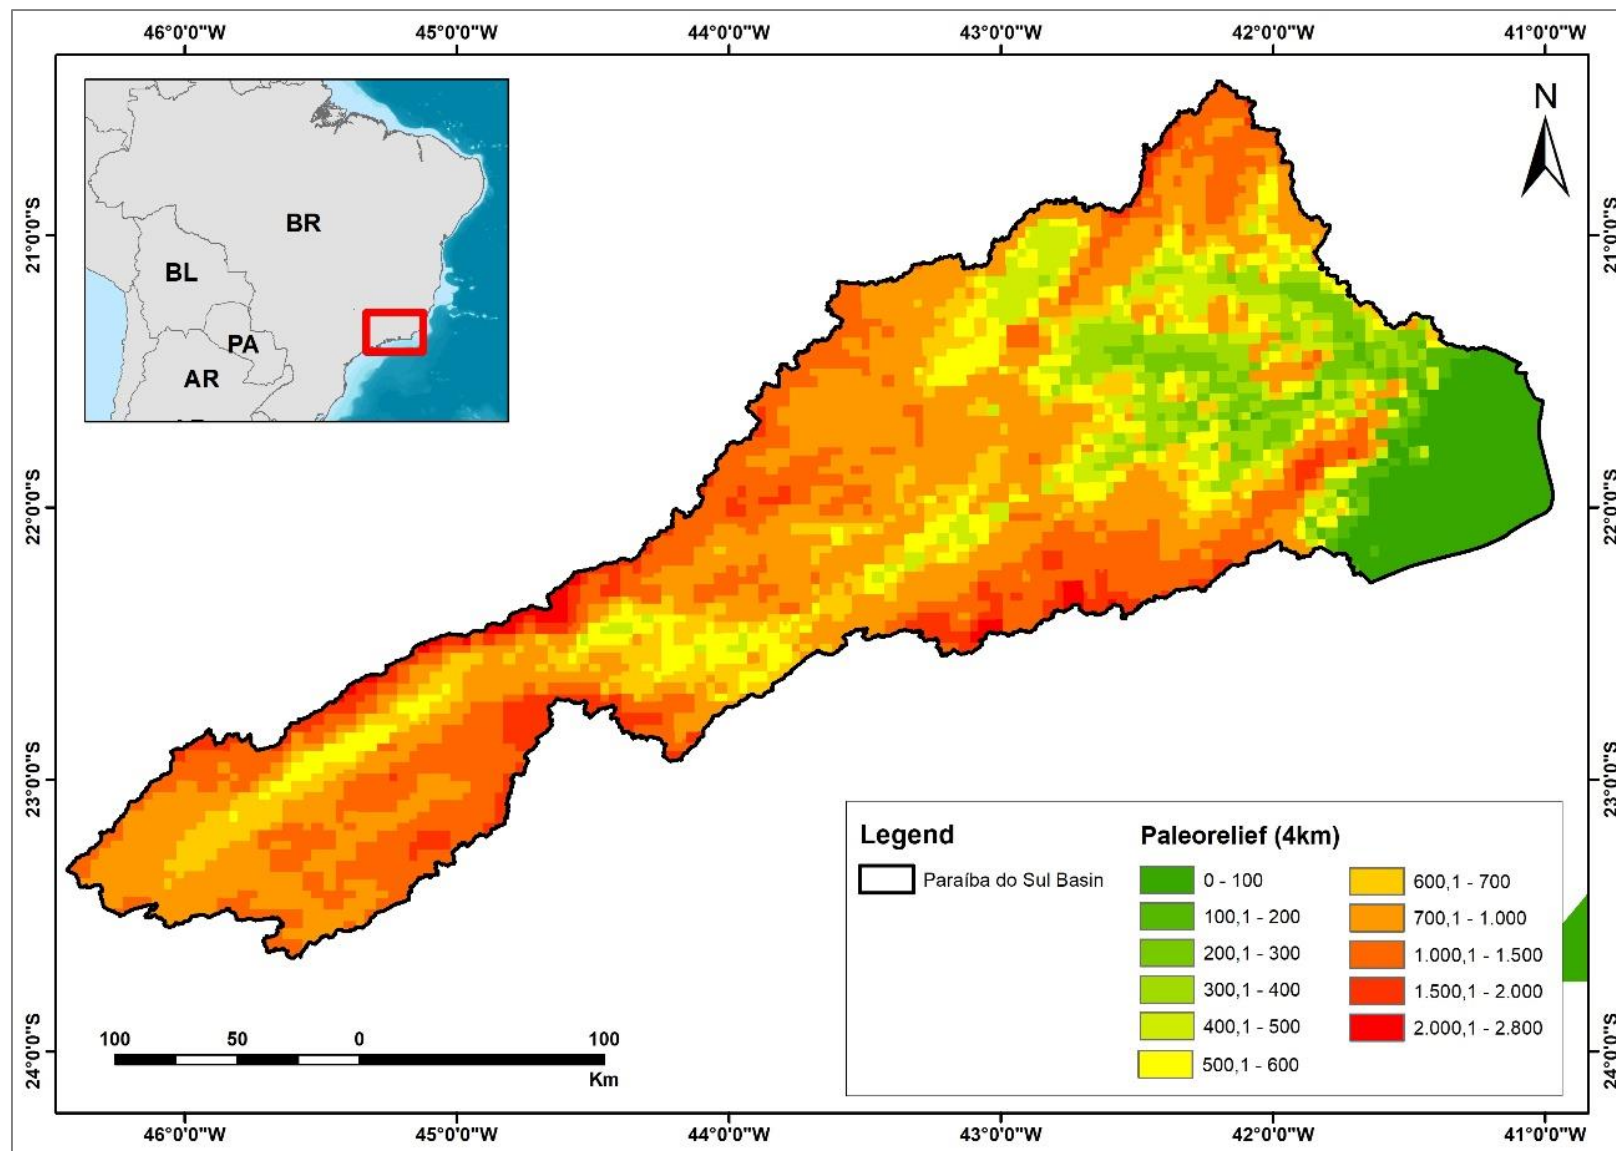 46°0'0"W 45°0'0"W 44°0'0"W 43°0'0"W 42°0'0"W 41°0'0"W
N
BR
BL
PA
AR
21°0'0"S 21°0'0"S
22°0'0"S 22°0'0"S
23°0'0"S 23°0'0"S
24°0'0"S 24°0'0"S
Legend
Paraíba do Sul Basin
Paleorelief (4km)
0 - 100
100,1 - 200
200,1 - 300
300,1 - 400
400,1 - 500
500,1 - 600
600,1 - 700
700,1 - 1.000
1.000,1 - 1.500
1.500,1 - 2.000
2.000,1 - 2.800
100 50 0 100
Km
46°0'0"W 45°0'0"W 44°0'0"W 43°0'0"W 42°0'0"W 41°0'0"W